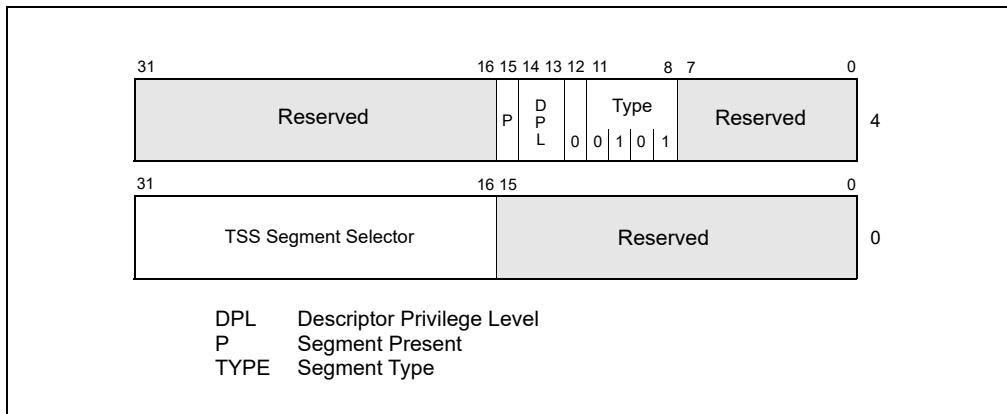 31 16 15 14 13 12 11 8 7 0
Reserved P D P L 0 Type 0 1 0 1 Reserved 4
31 16 15 0
TSS Segment Selector Reserved 0
DPL Descriptor Privilege Level
P Segment Present
TYPE Segment Type